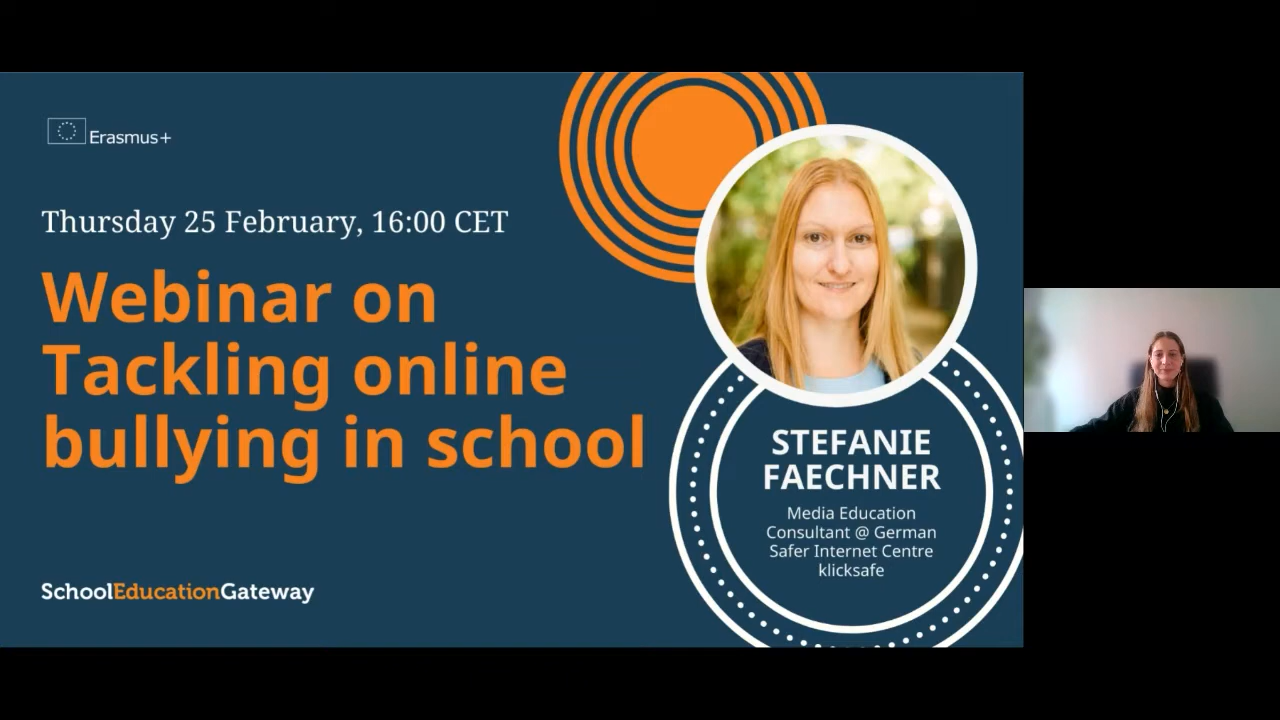 Erasmus+
Thursday 25 February, 16:00 CET
Webinar on
Tackling online
bullying in school
STEFANIE
FAECHNER
Media Education
Consultant @ German
Safer Internet Centre
klicksafe
SchoolEducationGateway